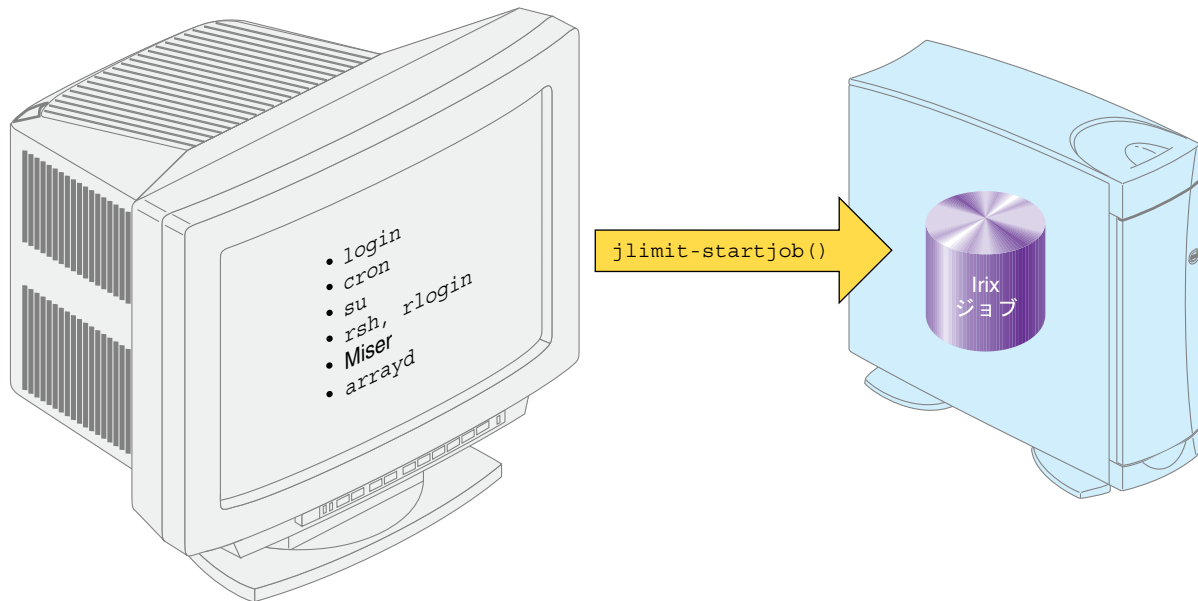 • login
• cron
• su
• rsh, rlogin
• Miser
• arrayd
jlimit-startjob()
Irix
ジョブ